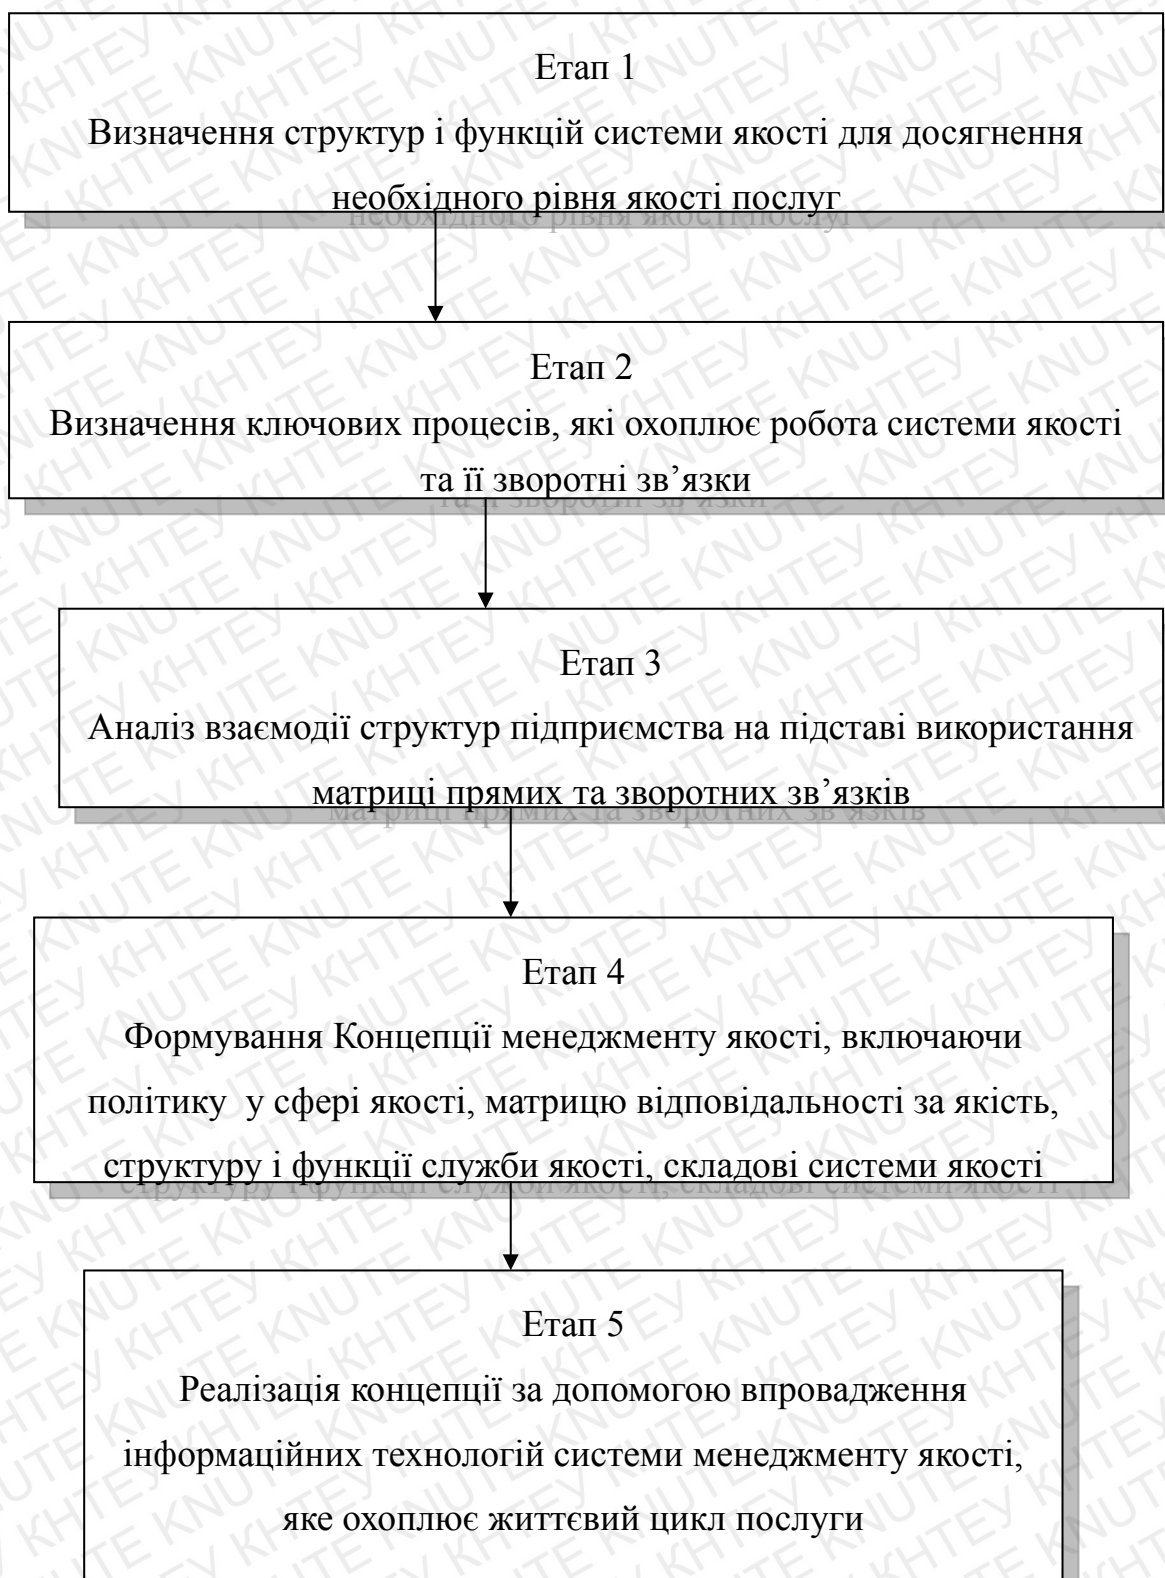 Етап 1
Визначення структур і функцій системи якості для досягнення
необхідного рівня якості послуг
Етап 2
Визначення ключових процесів, які охоплює робота системи якості
та її зворотні зв’язки
Етап 3
Аналіз взаємодії структур підприємства на підставі використання
матриці прямих та зворотних зв’язків
Етап 4
Формування Концепції менеджменту якості, включаючи
політику у сфері якості, матрицю відповідальності за якість,
структуру і функції служби якості, складові системи якості
Етап 5
Реалізація концепції за допомогою впровадження
інформаційних технологій системи менеджменту якості,
яке охоплює життєвий цикл послуги